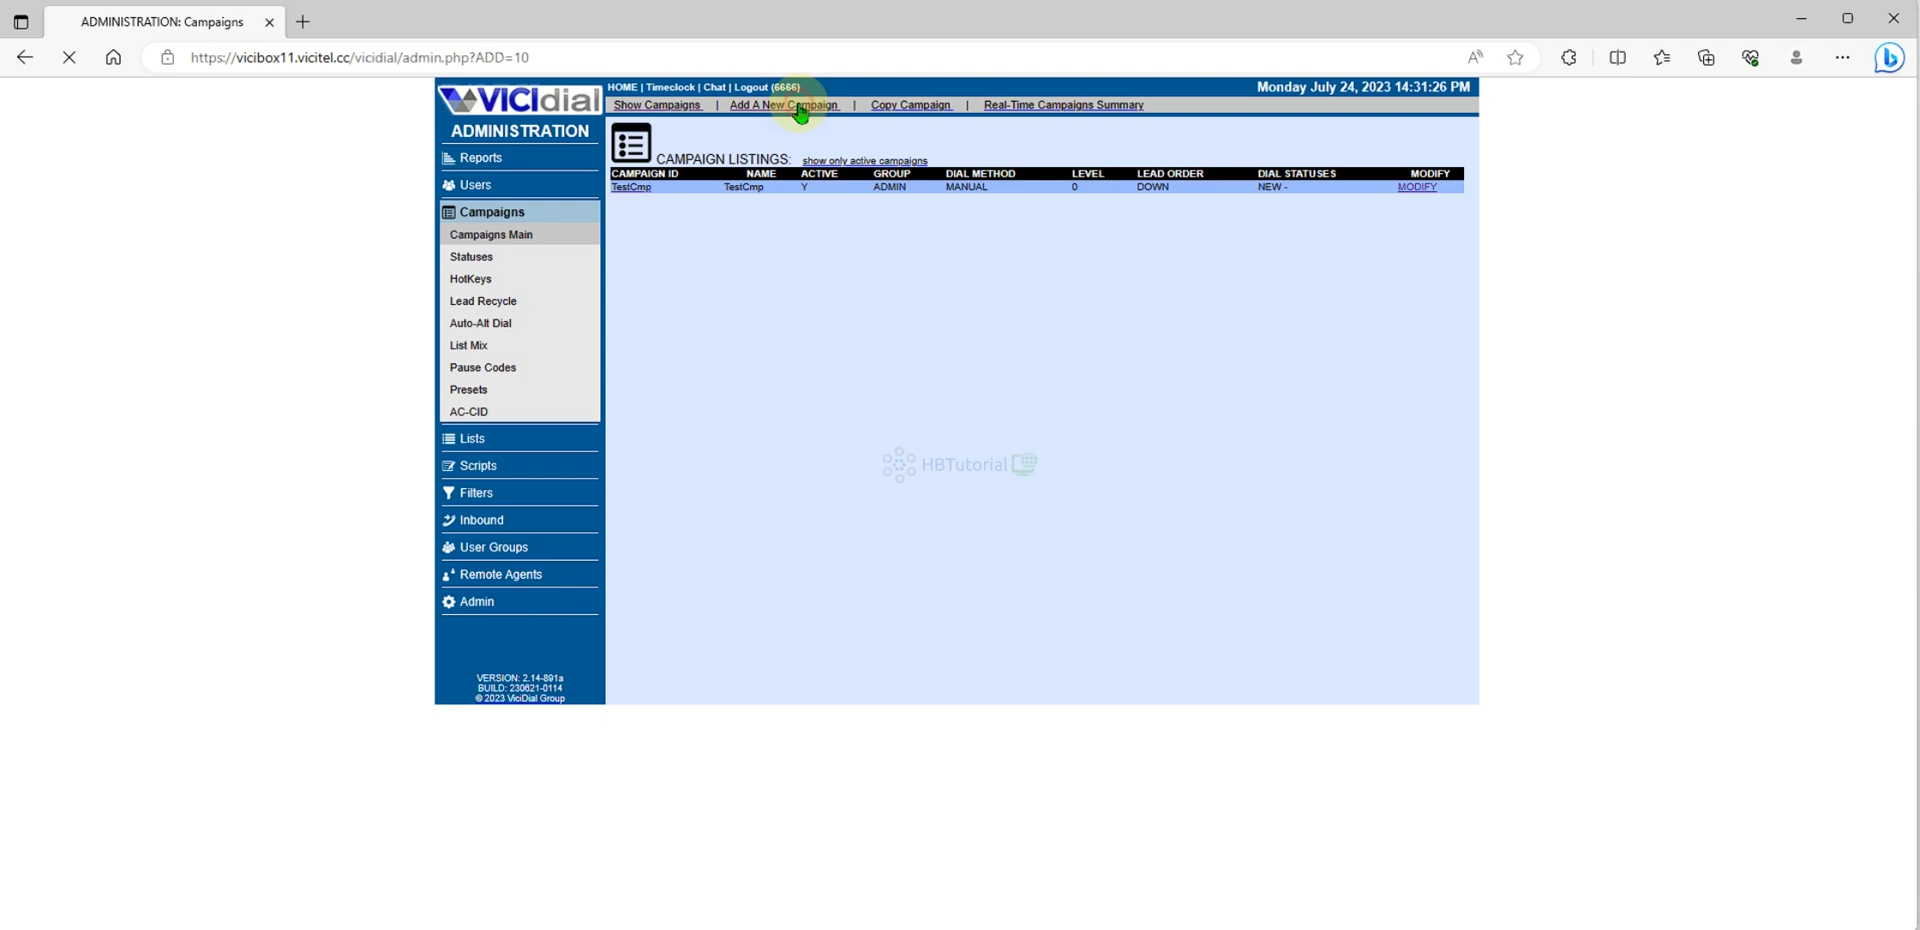 ADMINISTRATION: Campaigns
https://vicibox11.vicitel.cc/vicidial/admin.php?ADD=10
VICIdial
HOME | Timeclock | Chat | Logout (6666)
Monday July 24, 2023 14:31:26 PM
Show Campaigns | Add A New Campaign | Copy Campaign | Real-Time Campaigns Summary
ADMINISTRATION
Reports
Users
Campaigns
Campaigns Main
Statuses
HotKeys
Lead Recycle
Auto-Alt Dial
List Mix
Pause Codes
Presets
AC-CID
Lists
Scripts
Filters
Inbound
User Groups
Remote Agents
Admin
VERSION: 2.14-891a
BUILD: 230621-0114
© 2023 ViciDial Group
CAMPAIGN LISTINGS: show only active campaigns
CAMPAIGN ID NAME ACTIVE GROUP DIAL METHOD LEVEL LEAD ORDER DIAL STATUSES MODIFY
TestCmp TestCmp Y ADMIN MANUAL 0 DOWN NEW - MODIFY
HBTutorial